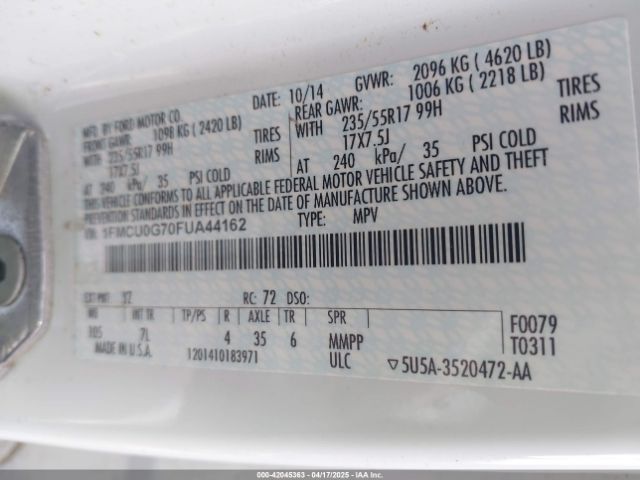 MFD. BY FORD MOTOR CO.
DATE: 10/14 GVWR: 2096 KG ( 4620 LB)
FRONT GAWR: 1098 KG ( 2420 LB) REAR GAWR: 1006 KG ( 2218 LB)
WITH 235/55R17 99H TIRES WITH 235/55R17 99H TIRES
17X7.5J RIMS 17X7.5J RIMS
AT 240 kPa/ 35 PSI COLD AT 240 kPa/ 35 PSI COLD
THIS VEHICLE CONFORMS TO ALL APPLICABLE FEDERAL MOTOR VEHICLE SAFETY AND THEFT
PREVENTION STANDARDS IN EFFECT ON THE DATE OF MANUFACTURE SHOWN ABOVE.
VIN: 1FMCU0G70FUA44162 TYPE: MPV
EXT PNT: YZ RC: 72 DSO:
WB INT TR TP/PS R AXLE TR SPR
105 7L 4 35 6 MMPP
MADE IN U.S.A. 1201410183971 ULC
F0079
T0311
▽5U5A-3520472-AA
000-42045363 - 04/17/2025 - IAA Inc.